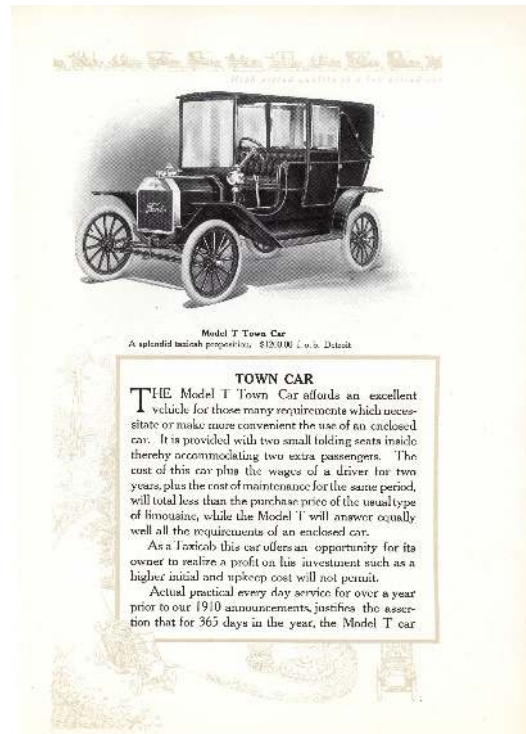 High priced quality in a low priced car
Ford
Model T Town Car
A splendid taxicab proposition. $1200.00 f. o. b. Detroit
TOWN CAR
THE Model T Town Car affords an excellent
vehicle for those many requirements which neces-
sitate or make more convenient the use of an enclosed
car. It is provided with two small folding seats inside
thereby accommodating two extra passengers. The
cost of this car plus the wages of a driver for two
years, plus the cost of maintenance for the same period,
will total less than the purchase price of the usual type
of limousine, while the Model T will answer equally
well all the requirements of an enclosed car.
As a Taxicab this car offers an opportunity for its
owner to realize a profit on his investment such as a
higher initial and upkeep cost will not permit.
Actual practical every day service for over a year
prior to our 1910 announcements, justifies the asser-
tion that for 365 days in the year, the Model T car